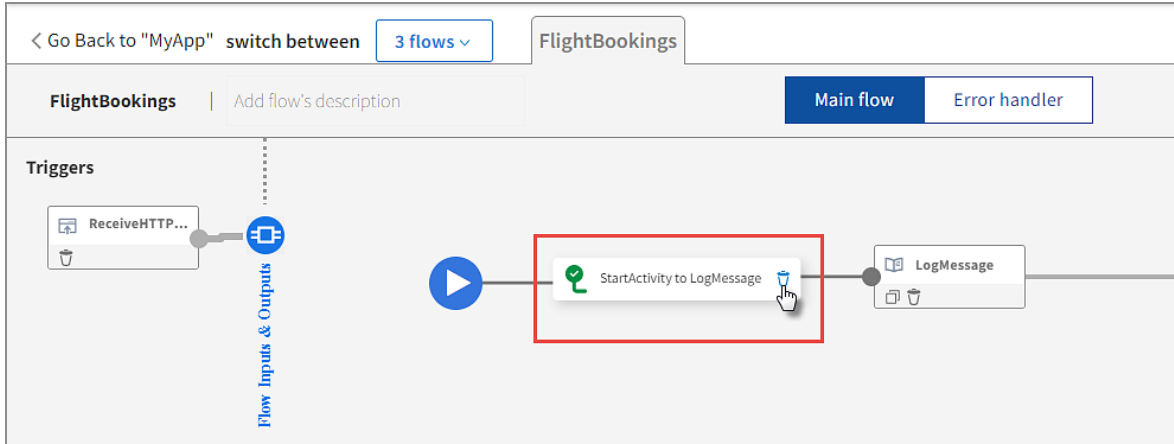 Go Back to "MyApp" switch between 3 flows FlightBookings
FlightBookings | Add flow's description Main flow Error handler
Triggers
ReceiveHTTP...
Flow Inputs & Outputs
StartActivity to LogMessage
LogMessage